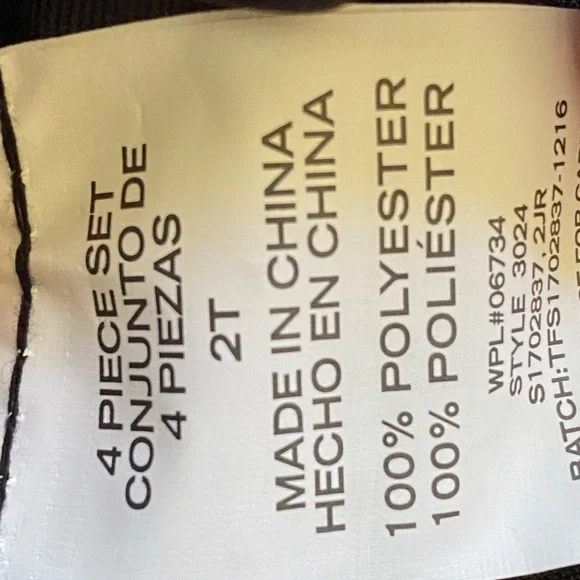 4 PIECE SET
CONJUNTO DE
4 PIEZAS
2T
MADE IN CHINA
HECHO EN CHINA
100% POLYESTER
100% POLIÉSTER
WPL#06734
STYLE 3024
S1702837, 2JR
BATCH:TFS1702837-1216